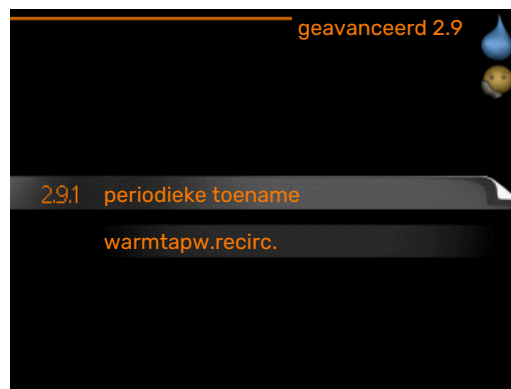 geavanceerd 2.9
2.9.1 periodieke toename
warmtapw.recirc.